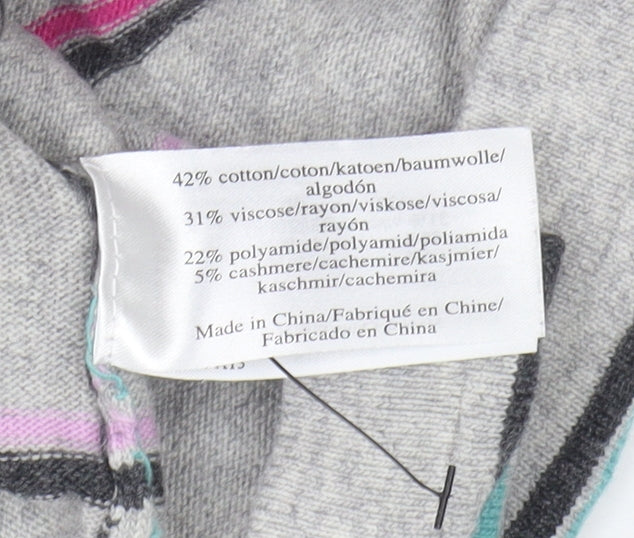 42% cotton/coton/katoen/baumwolle/
algodón
31% viscose/rayon/viskose/viscosa/
rayón
22% polyamide/polyamid/poliamida
5% cashmere/cachemire/kasjmier/
kaschmir/cachemira
Made in China/Fabriqué en Chine/
Fabricado en China